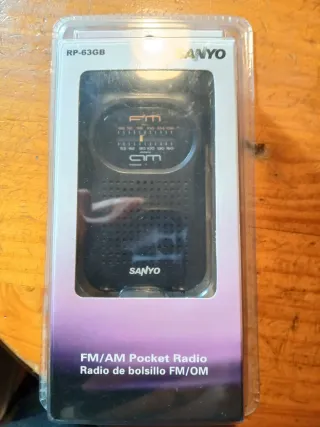 RP-63GB
SANYO
FM
am
SANYO
FM/AM Pocket Radio
Radio de bolsillo FM/OM